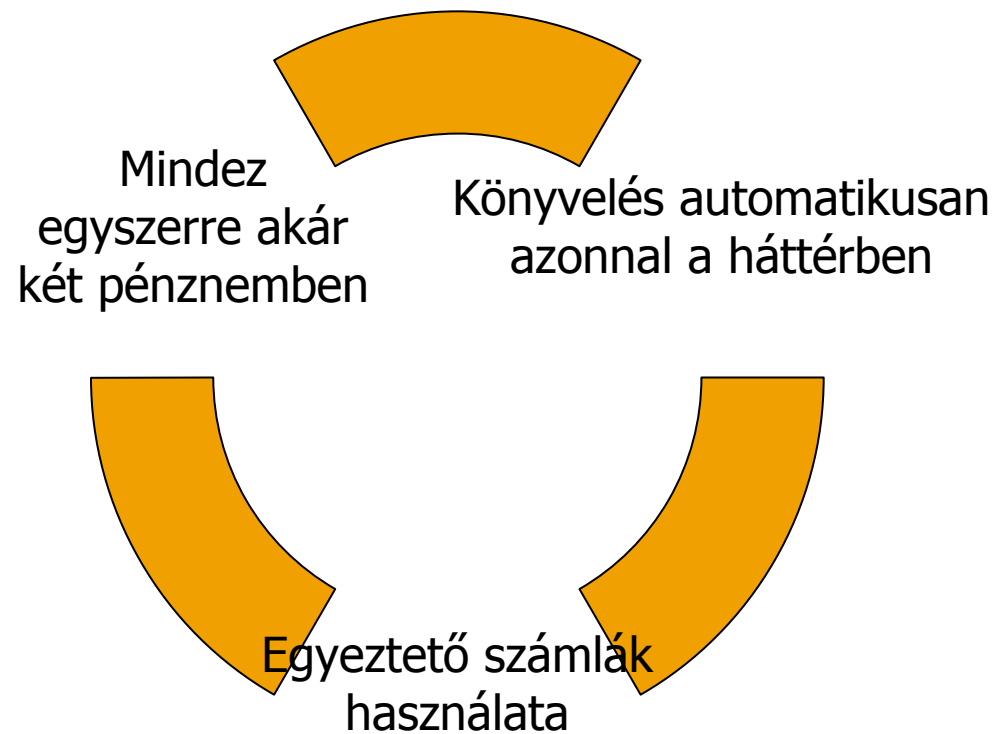 Mindez
egyszerre akár
két pénznemben
Könyvelés automatikusan
azonnal a háttérben
Egyeztető számlák
használata